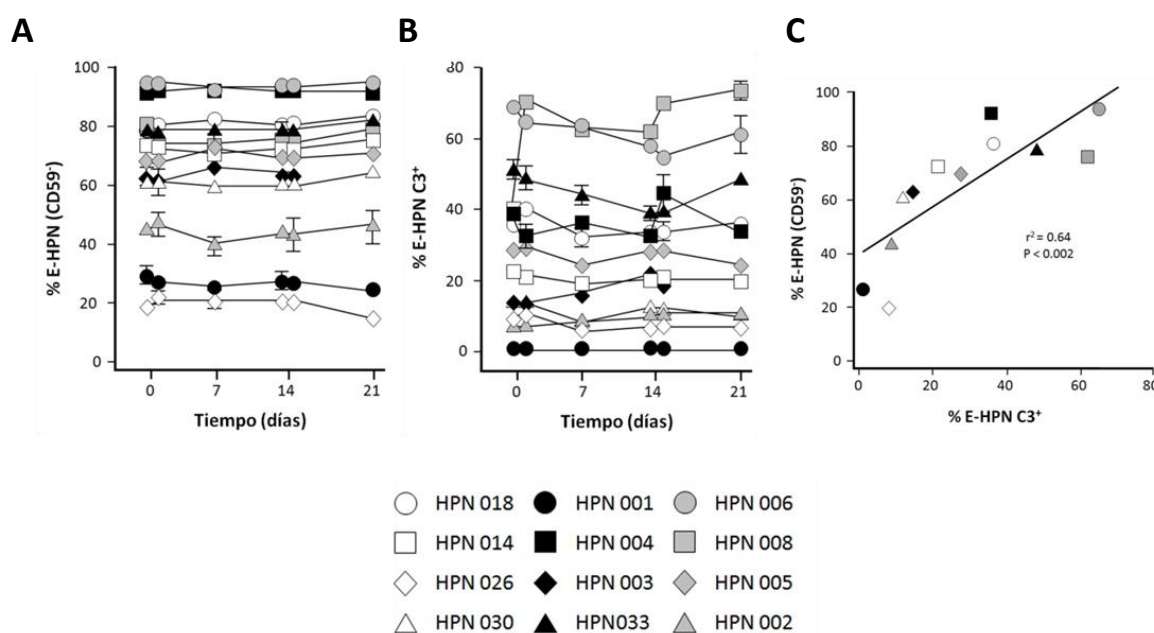 A
B
C
% E-HPN (CD59⁻)
100
80
60
40
20
0
0 7 14 21
Tiempo (días)
% E-HPN C3⁺
80
60
40
20
0
0 7 14 21
Tiempo (días)
% E-HPN (CD59⁻)
100
80
60
40
20
0
r² = 0.64
P < 0.002
0 20 40 60 80
% E-HPN C3⁺
HPN 018 HPN 001 HPN 006
HPN 014 HPN 004 HPN 008
HPN 026 HPN 003 HPN 005
HPN 030 HPN033 HPN 002